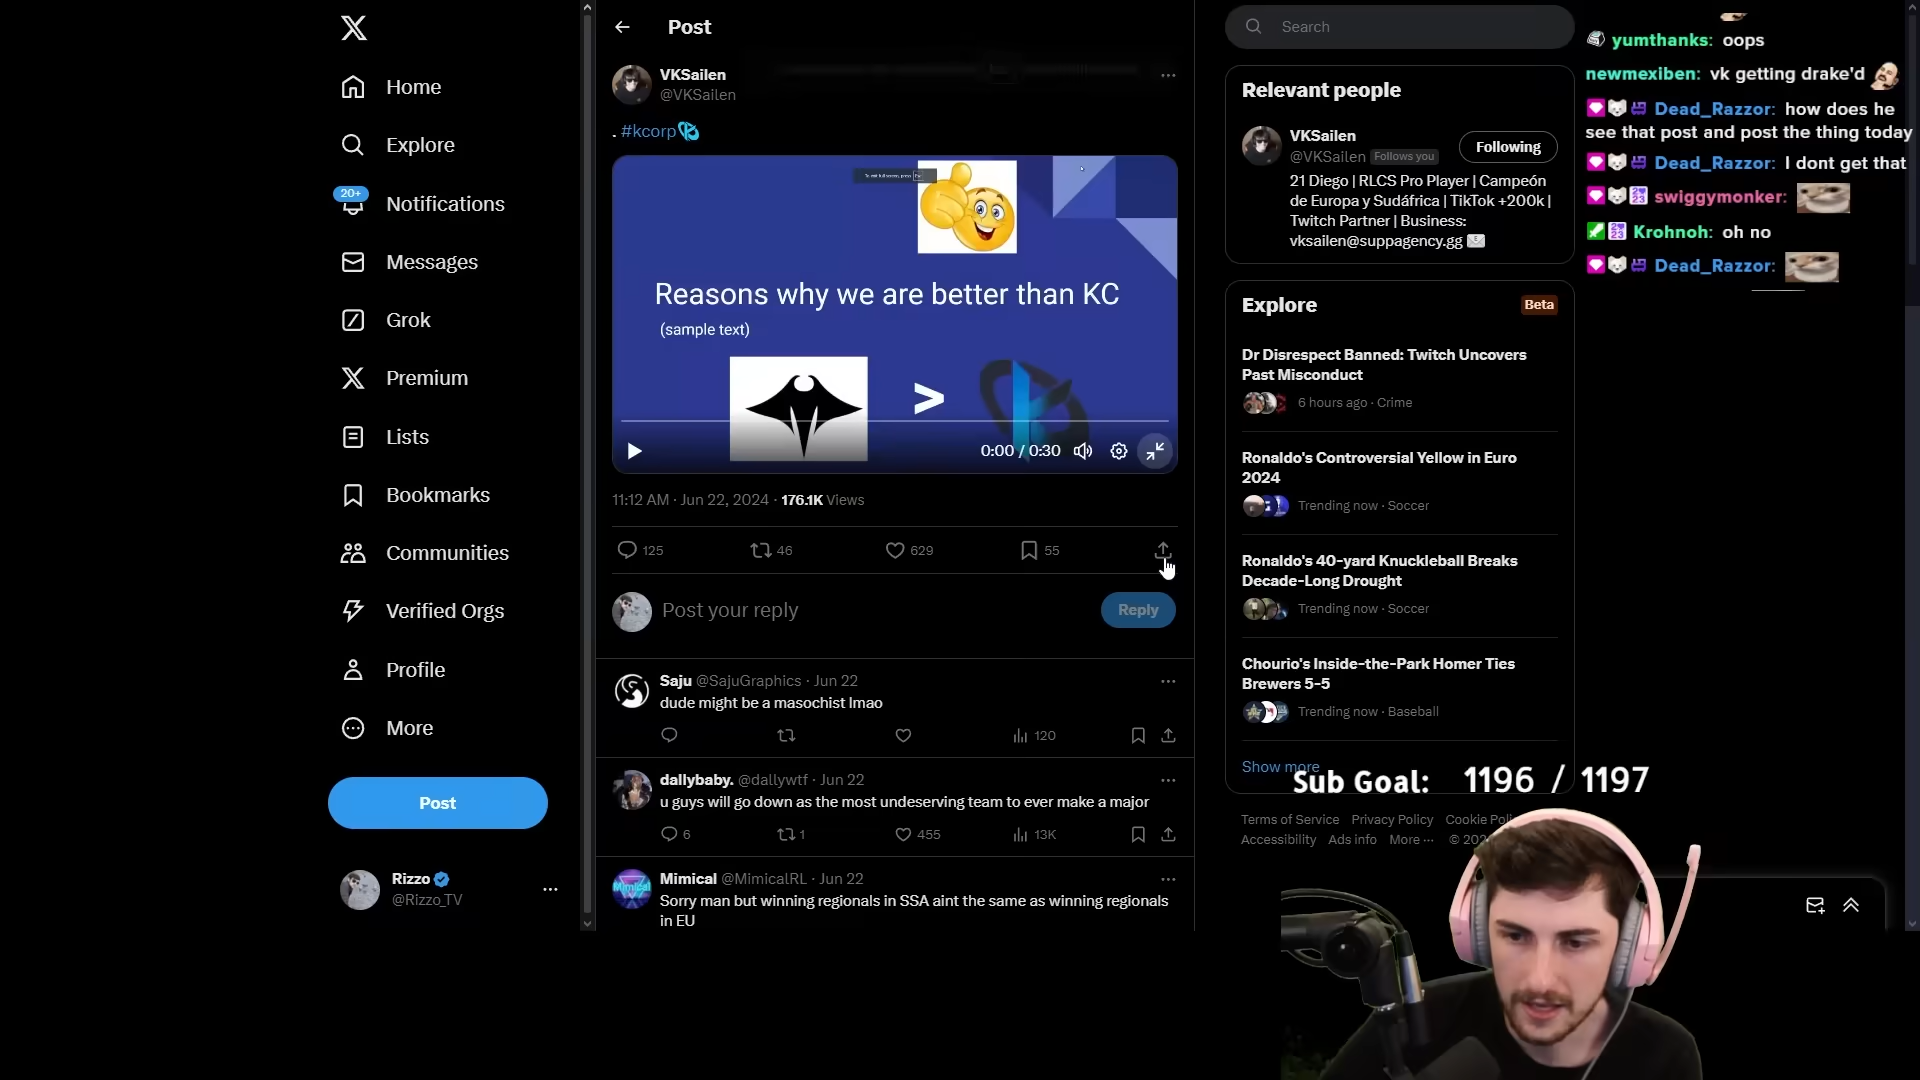 Home
Explore
20+
Notifications
Messages
Grok
Premium
Lists
Bookmarks
Communities
Verified Orgs
Profile
More
Post
Rizzo
@Rizzo_TV
Post
VKSailen
@VKSailen
. #kcorp
Reasons why we are better than KC
(sample text)
>
0:00 / 0:30
11:12 AM · Jun 22, 2024 · 176.1K Views
125
46
629
55
Post your reply
Reply
Saju @SajuGraphics · Jun 22
dude might be a masochist lmao
120
dallybaby. @dallywtf · Jun 22
u guys will go down as the most undeserving team to ever make a major
6
1
455
13K
Mimical @MimicalRL · Jun 22
Sorry man but winning regionals in SSA aint the same as winning regionals
in EU
Search
Relevant people
VKSailen
@VKSailen Follows you
Following
21 Diego | RLCS Pro Player | Campeón
de Europa y Sudáfrica | TikTok +200k |
Twitch Partner | Business:
vksailen@suppagency.gg
Explore
Beta
Dr Disrespect Banned: Twitch Uncovers
Past Misconduct
6 hours ago · Crime
Ronaldo's Controversial Yellow in Euro
2024
Trending now · Soccer
Ronaldo's 40-yard Knuckleball Breaks
Decade-Long Drought
Trending now · Soccer
Chourio's Inside-the-Park Homer Ties
Brewers 5-5
Trending now · Baseball
Show more
Sub Goal: 1196 / 1197
Terms of Service Privacy Policy Cookie
Accessibility Ads info More ··· ©
yumthanks: oops
newmexiben: vk getting drake'd
Dead_Razzor: how does he
see that post and post the thing today
Dead_Razzor: I dont get that
swiggymonker:
Krohnoh: oh no
Dead_Razzor: